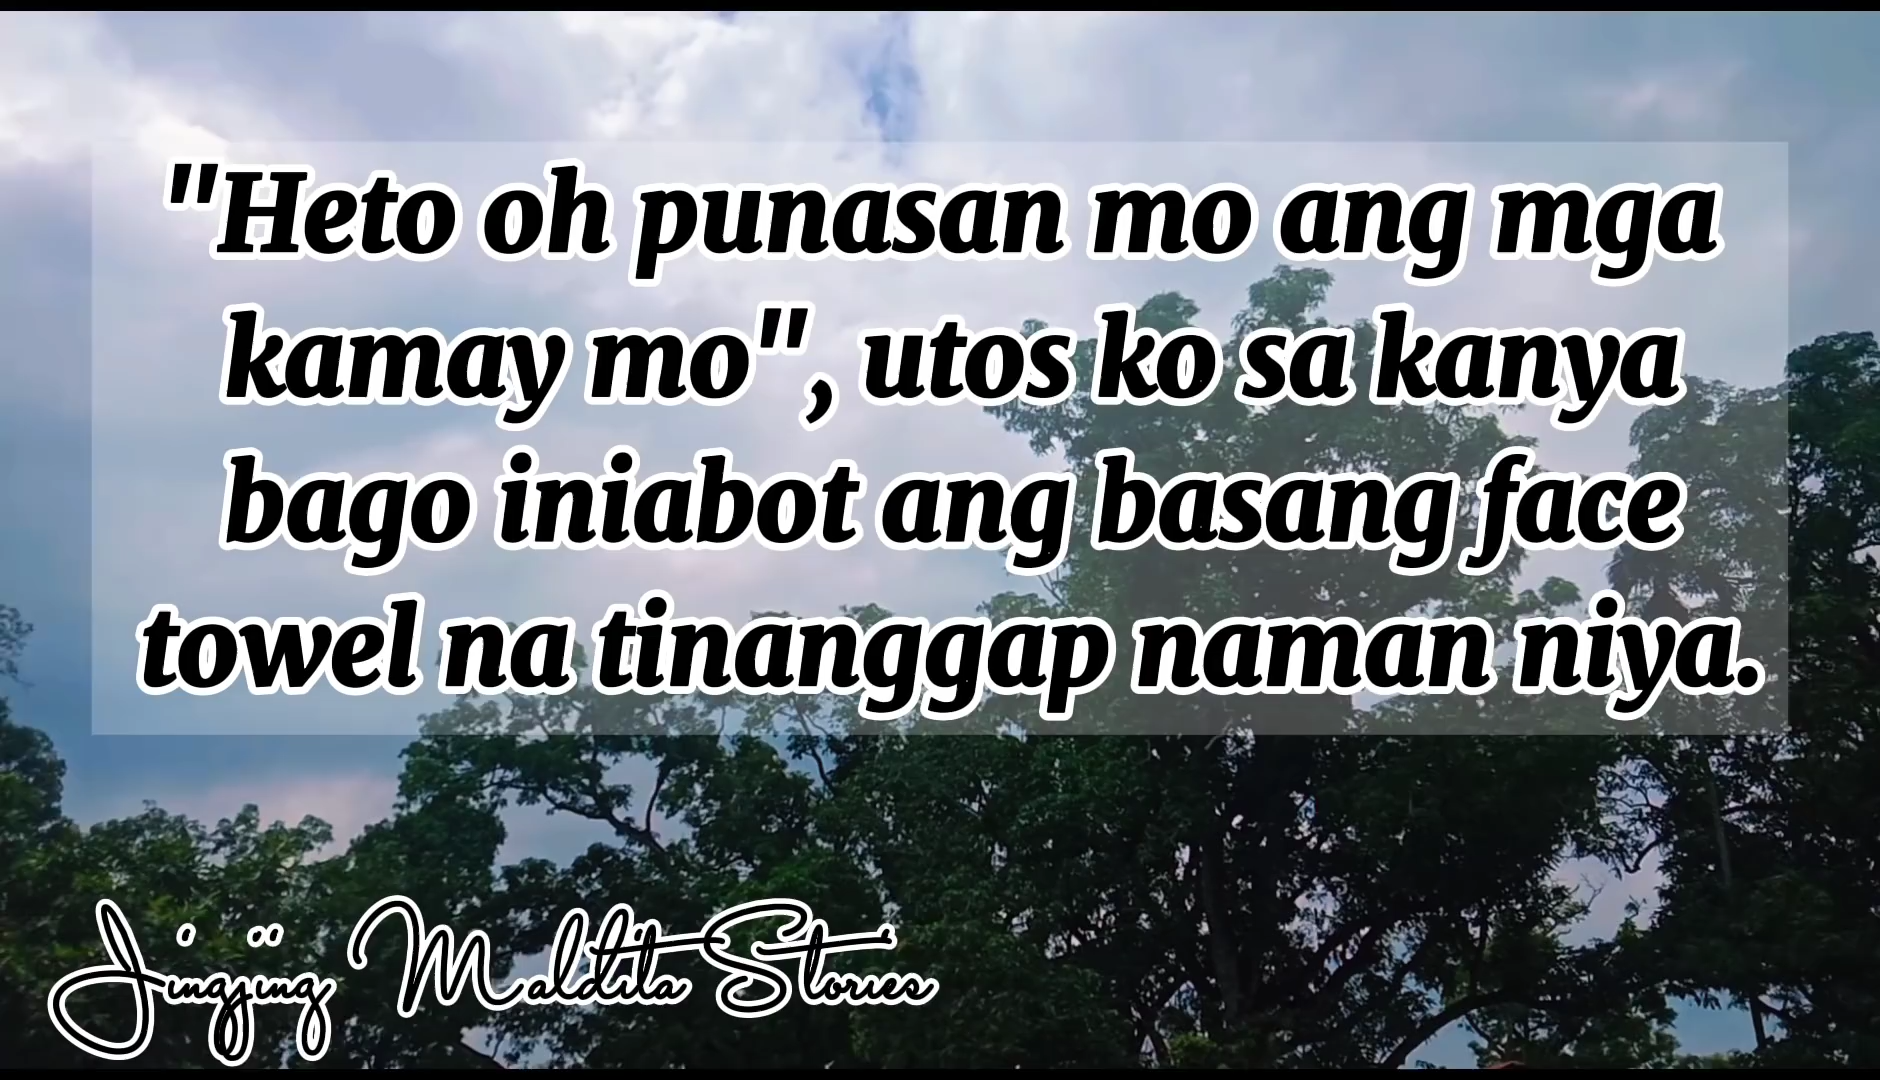 "Heto oh punasan mo ang mga
kamay mo", utos ko sa kanya
bago iniabot ang basang face
towel na tinanggap naman niya.
Jingjing Maldita Stories